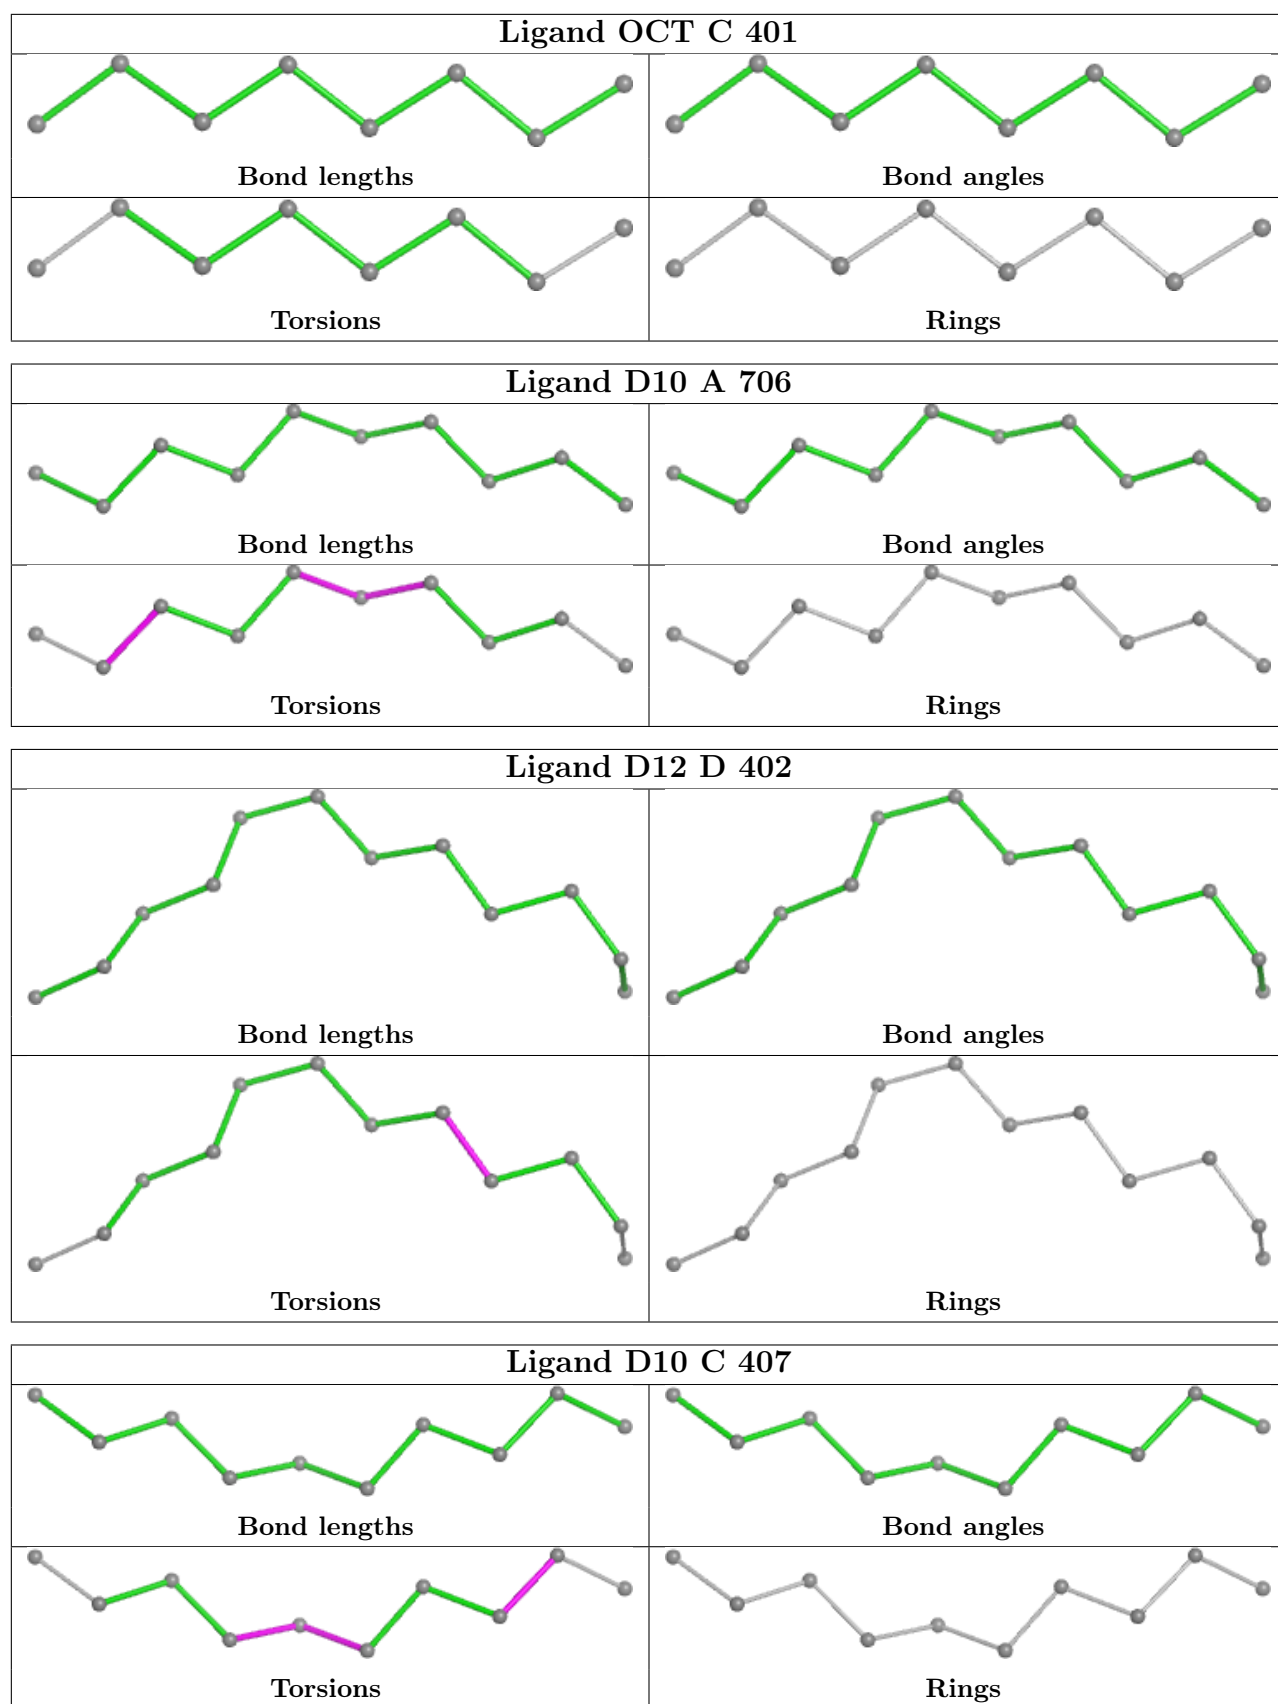 Ligand OCT C 401
Bond lengths
Bond angles
Torsions
Rings
Ligand D10 A 706
Bond lengths
Bond angles
Torsions
Rings
Ligand D12 D 402
Bond lengths
Bond angles
Torsions
Rings
Ligand D10 C 407
Bond lengths
Bond angles
Torsions
Rings